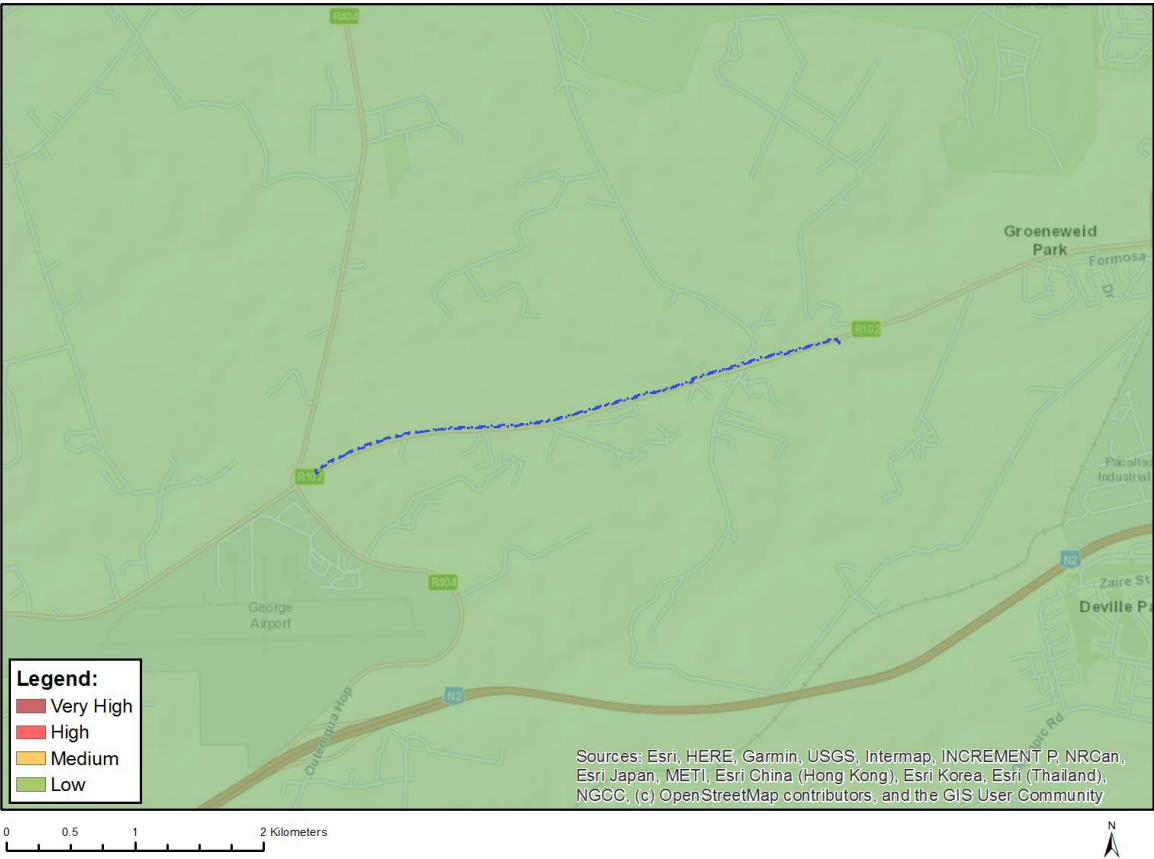 R404
Groeneweid
Park
Formosa
Dr
R102
R102
Pacaltsd
Industrial
N2
R404
Zaire St
George
Airport
Deville Pa
N2
Outeniqua Hop
opic Rd
Legend:
Very High
High
Medium
Low
Sources: Esri, HERE, Garmin, USGS, Intermap, INCREMENT P, NRCan,
Esri Japan, METI, Esri China (Hong Kong), Esri Korea, Esri (Thailand),
NGCC, (c) OpenStreetMap contributors, and the GIS User Community
0 0.5 1 2 Kilometers
N